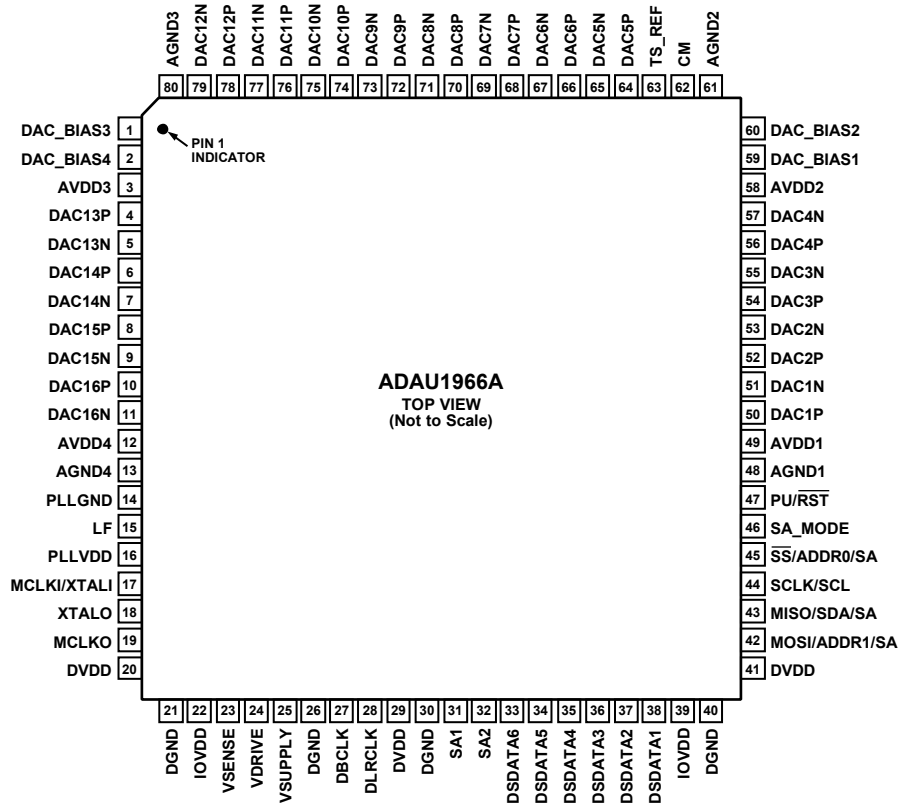 AGND3
DAC12N
DAC12P
DAC11N
DAC11P
DAC10N
DAC10P
DAC9N
DAC9P
DAC8N
DAC8P
DAC7N
DAC7P
DAC6N
DAC6P
DAC5N
DAC5P
TS_REF
CM
AGND2
80 79 78 77 76 75 74 73 72 71 70 69 68 67 66 65 64 63 62 61
DAC_BIAS3 1
DAC_BIAS4 2
AVDD3 3
DAC13P 4
DAC13N 5
DAC14P 6
DAC14N 7
DAC15P 8
DAC15N 9
DAC16P 10
DAC16N 11
AVDD4 12
AGND4 13
PLLGND 14
LF 15
PLLVDD 16
MCLKI/XTALI 17
XTALO 18
MCLKO 19
DVDD 20
PIN 1
INDICATOR
ADAU1966A
TOP VIEW
(Not to Scale)
60 DAC_BIAS2
59 DAC_BIAS1
58 AVDD2
57 DAC4N
56 DAC4P
55 DAC3N
54 DAC3P
53 DAC2N
52 DAC2P
51 DAC1N
50 DAC1P
49 AVDD1
48 AGND1
47 PU/RST
46 SA_MODE
45 SS/ADDR0/SA
44 SCLK/SCL
43 MISO/SDA/SA
42 MOSI/ADDR1/SA
41 DVDD
21 22 23 24 25 26 27 28 29 30 31 32 33 34 35 36 37 38 39 40
DGND
IOVDD
VSENSE
VDRIVE
VSUPPLY
DGND
DBCLK
DLRCLK
DVDD
DGND
SA1
SA2
DSDATA6
DSDATA5
DSDATA4
DSDATA3
DSDATA2
DSDATA1
IOVDD
DGND